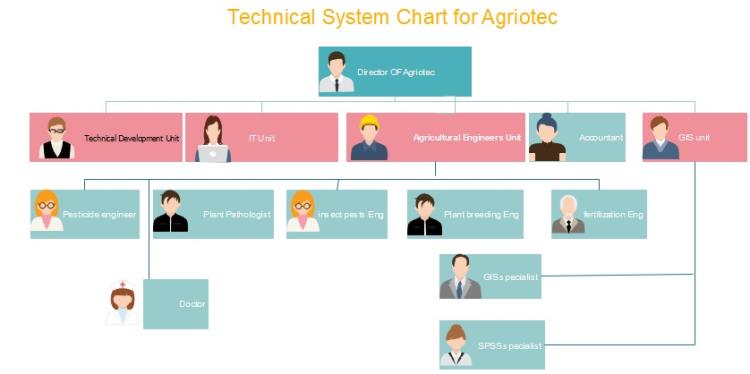 Technical System Chart for Agriotec
Director OF Agriotec
Technical Development Unit
IT Unit
Agricultural Engineers Unit
Accountant
GIS unit
Pesticide engineer
Plant Pathologist
insect pests Eng
Plant breeding Eng
fertilization Eng
GISs pecialist
Doctor
SPSSs pecialist